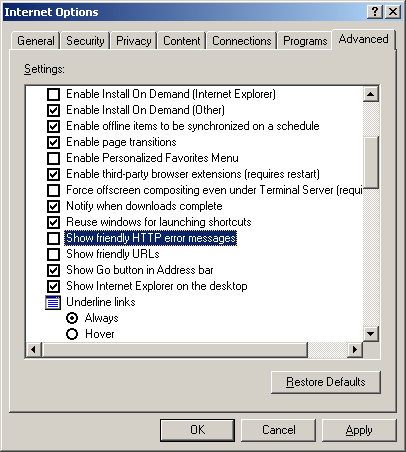 Internet Options
General Security Privacy Content Connections Programs Advanced
Settings:
Enable Install On Demand (Internet Explorer)
Enable Install On Demand (Other)
Enable offline items to be synchronized on a schedule
Enable page transitions
Enable Personalized Favorites Menu
Enable third-party browser extensions (requires restart)
Force offscreen compositing even under Terminal Server (requi
Notify when downloads complete
Reuse windows for launching shortcuts
Show friendly HTTP error messages
Show friendly URLs
Show Go button in Address bar
Show Internet Explorer on the desktop
Underline links
Always
Hover
Restore Defaults
OK Cancel Apply